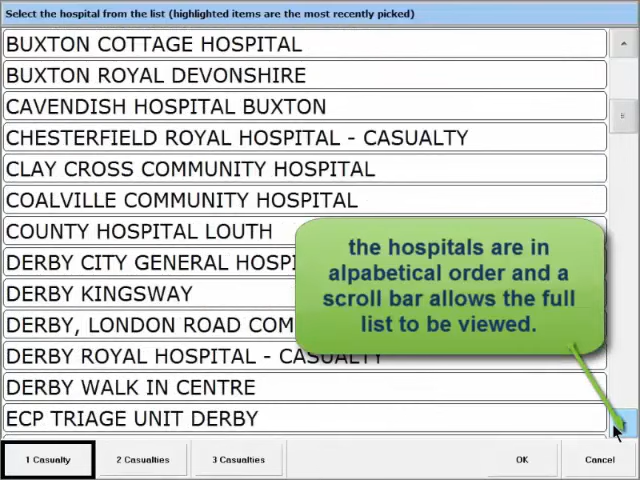 Select the hospital from the list (highlighted items are the most recently picked)
BUXTON COTTAGE HOSPITAL
BUXTON ROYAL DEVONSHIRE
CAVENDISH HOSPITAL BUXTON
CHESTERFIELD ROYAL HOSPITAL - CASUALTY
CLAY CROSS COMMUNITY HOSPITAL
COALVILLE COMMUNITY HOSPITAL
COUNTY HOSPITAL LOUTH
DERBY CITY GENERAL HOSPI
DERBY KINGSWAY
DERBY, LONDON ROAD COM
DERBY ROYAL HOSPITAL - CASUALTY
DERBY WALK IN CENTRE
ECP TRIAGE UNIT DERBY
the hospitals are in
alpabetical order and a
scroll bar allows the full
list to be viewed.
1 Casualty
2 Casualties
3 Casualties
OK
Cancel